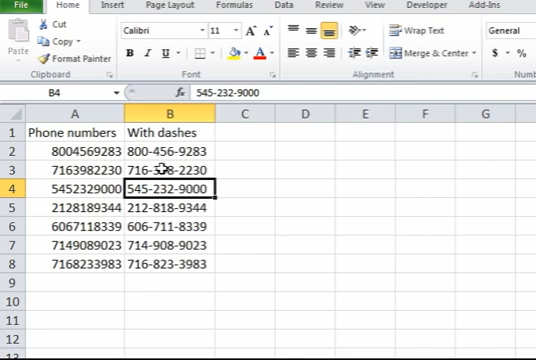 File Home Insert Page Layout Formulas Data Review View Developer Add-Ins
Cut
Copy
Format Painter
Paste
Clipboard
Calibri 11 A A
B I U A
Font
Wrap Text
Merge & Center
Alignment
General
$ %
B4 fx 545-232-9000
A B C D E F G
1 Phone numbers With dashes
2 8004569283 800-456-9283
3 7163982230
4 5452329000 545-232-9000
5 2128189344 212-818-9344
6 6067118339 606-711-8339
7 7149089023 714-908-9023
8 7168233983 716-823-3983
9
10
11
12
13